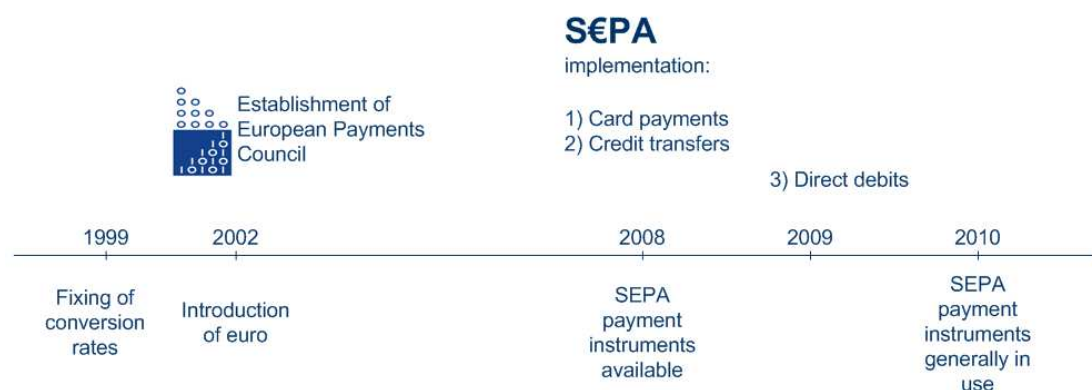 S€PA
implementation:
1) Card payments
2) Credit transfers
3) Direct debits
Establishment of
European Payments
Council
1999
2002
2008
2009
2010
Fixing of
conversion
rates
Introduction
of euro
SEPA
payment
instruments
available
SEPA
payment
instruments
generally in
use